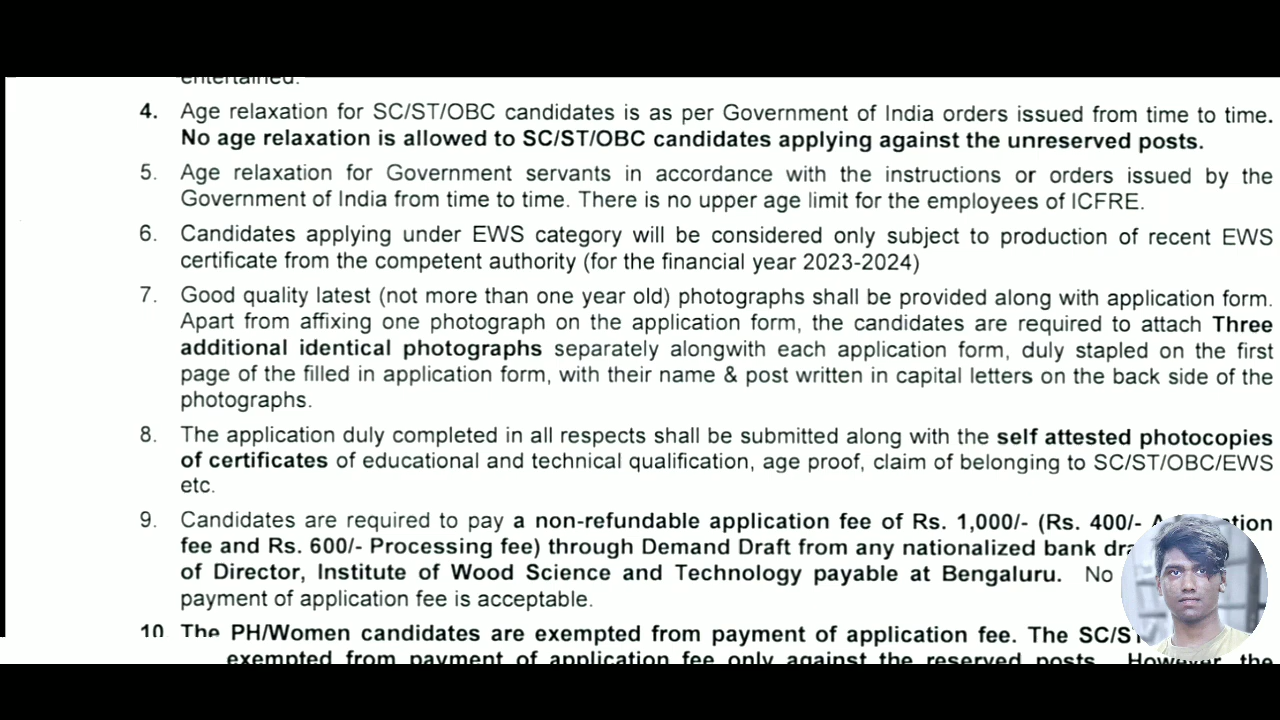 entertained.
4. Age relaxation for SC/ST/OBC candidates is as per Government of India orders issued from time to time.
No age relaxation is allowed to SC/ST/OBC candidates applying against the unreserved posts.
5. Age relaxation for Government servants in accordance with the instructions or orders issued by the
Government of India from time to time. There is no upper age limit for the employees of ICFRE.
6. Candidates applying under EWS category will be considered only subject to production of recent EWS
certificate from the competent authority (for the financial year 2023-2024)
7. Good quality latest (not more than one year old) photographs shall be provided along with application form.
Apart from affixing one photograph on the application form, the candidates are required to attach Three
additional identical photographs separately alongwith each application form, duly stapled on the first
page of the filled in application form, with their name & post written in capital letters on the back side of the
photographs.
8. The application duly completed in all respects shall be submitted along with the self attested photocopies
of certificates of educational and technical qualification, age proof, claim of belonging to SC/ST/OBC/EWS
etc.
9. Candidates are required to pay a non-refundable application fee of Rs. 1,000/- (Rs. 400/-
fee and Rs. 600/- Processing fee) through Demand Draft from any nationalized bank
of Director, Institute of Wood Science and Technology payable at Bengaluru. No
payment of application fee is acceptable.
10. The PH/Women candidates are exempted from payment of application fee. The
exempted from payment of application fee only against the reserved posts. However the